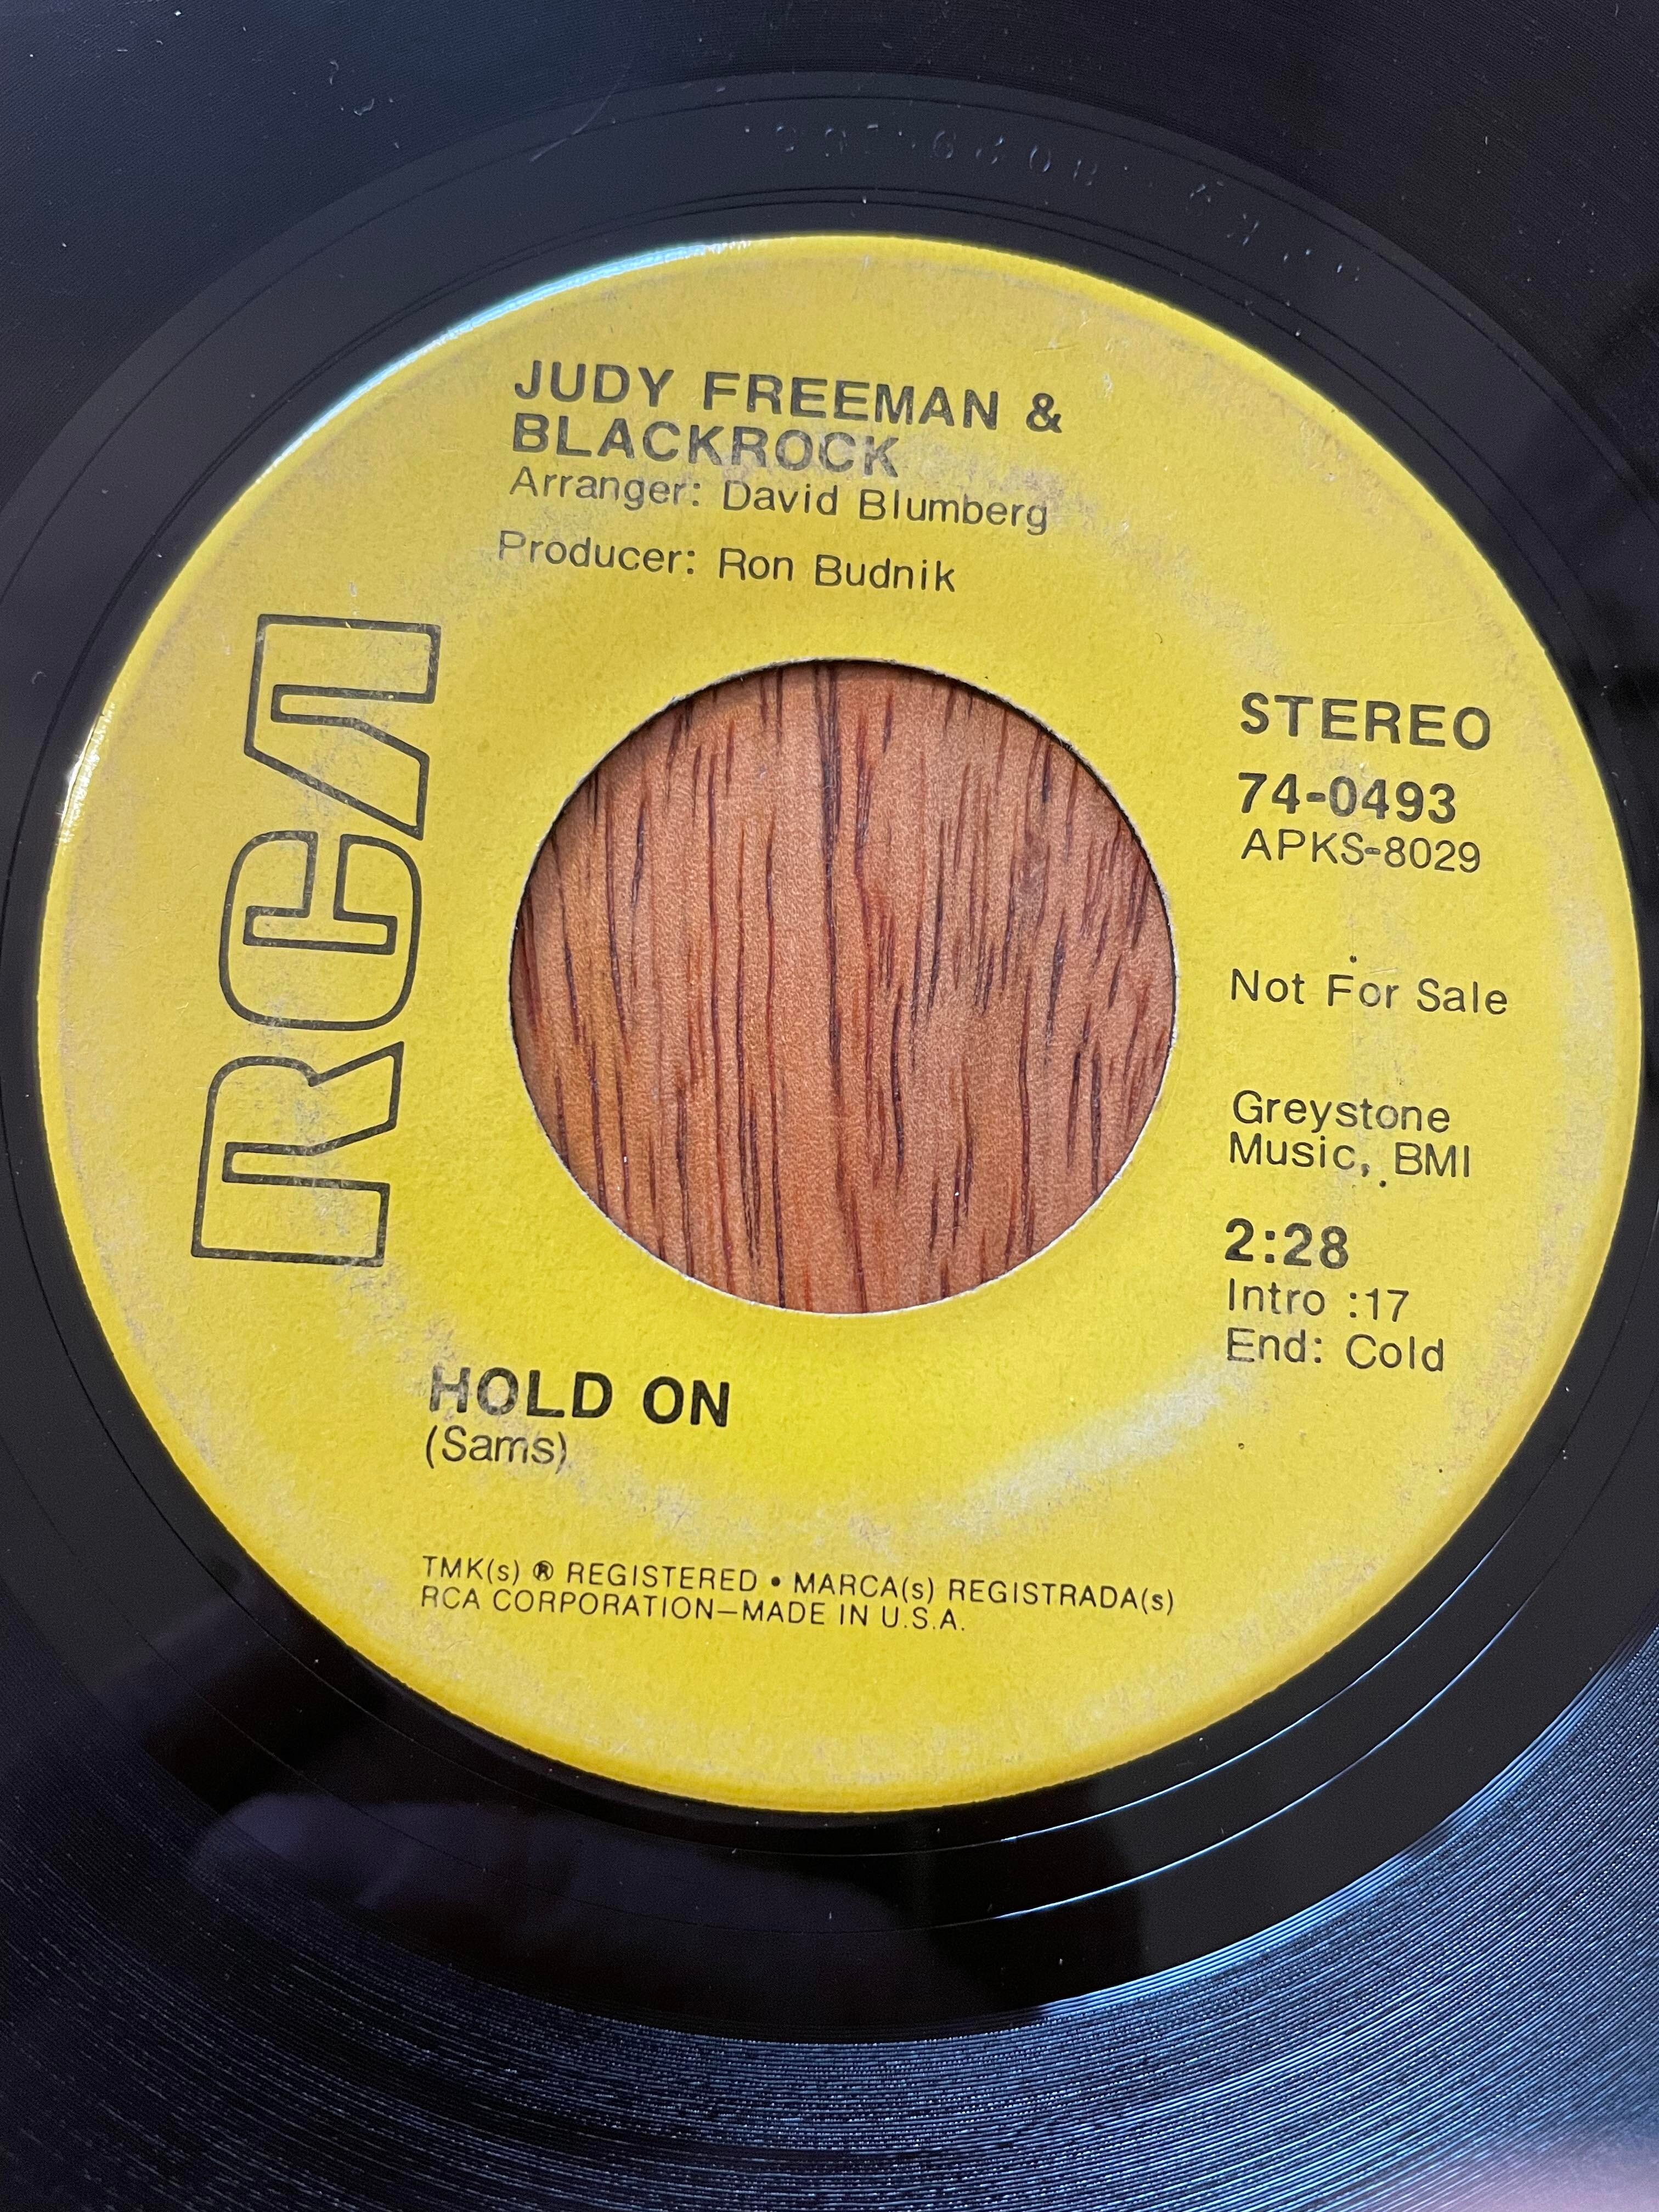 JUDY FREEMAN &
BLACKROCK
Arranger: David Blumberg
Producer: Ron Budnik
RCA
STEREO
74-0493
APKS-8029
Not For Sale
Greystone
Music, BMI
2:28
Intro :17
End: Cold
HOLD ON
(Sams)
TMK(s) ® REGISTERED • MARCA(s) REGISTRADA(s)
RCA CORPORATION—MADE IN U.S.A.